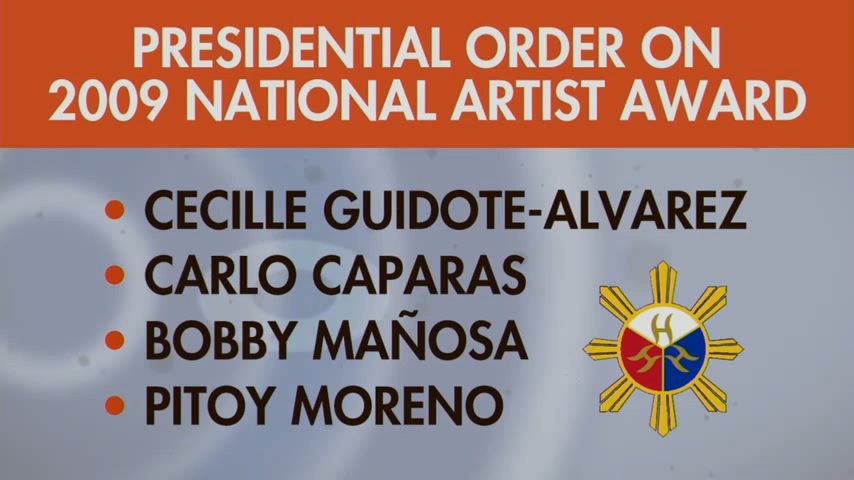 PRESIDENTIAL ORDER ON
2009 NATIONAL ARTIST AWARD
• CECILLE GUIDOTE-ALVAREZ
• CARLO CAPARAS
• BOBBY MAÑOSA
• PITOY MORENO